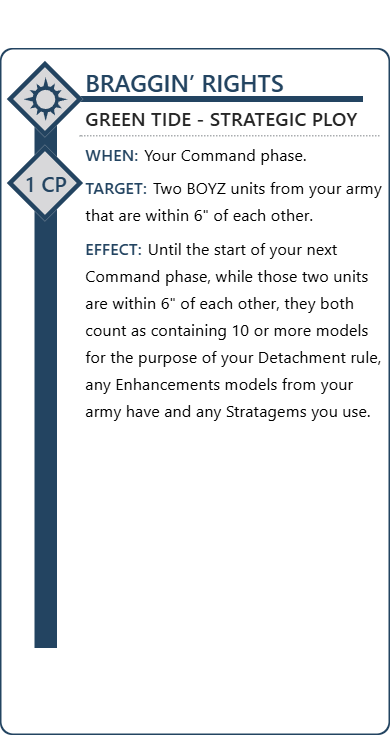 BRAGGIN’ RIGHTS
GREEN TIDE - STRATEGIC PLOY
WHEN: Your Command phase.
1 CP
TARGET: Two BOYZ units from your army
that are within 6" of each other.
EFFECT: Until the start of your next
Command phase, while those two units
are within 6" of each other, they both
count as containing 10 or more models
for the purpose of your Detachment rule,
any Enhancements models from your
army have and any Stratagems you use.